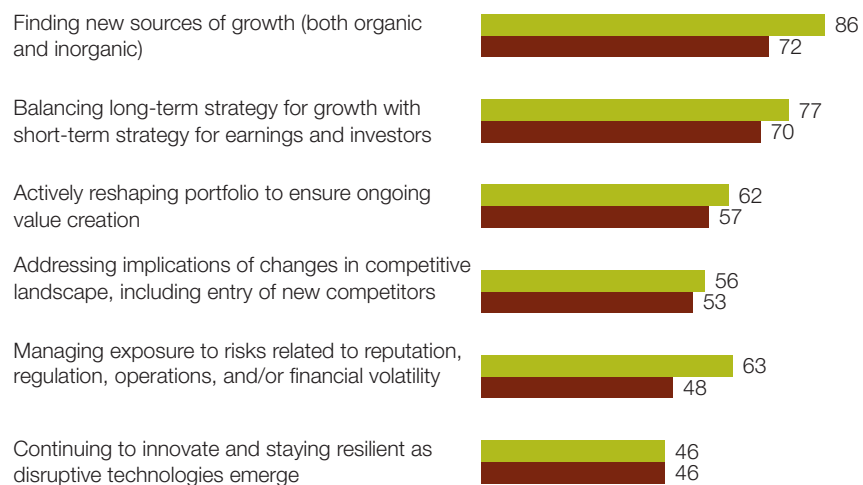 Finding new sources of growth (both organic
and inorganic)
86
72
Balancing long-term strategy for growth with
short-term strategy for earnings and investors
77
70
Actively reshaping portfolio to ensure ongoing
value creation
62
57
Addressing implications of changes in competitive
landscape, including entry of new competitors
56
53
Managing exposure to risks related to reputation,
regulation, operations, and/or financial volatility
63
48
Continuing to innovate and staying resilient as
disruptive technologies emerge
46
46